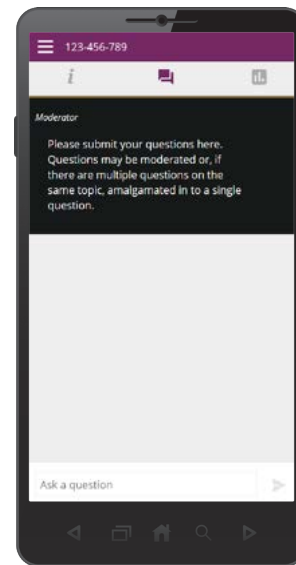 123-456-789
i
Moderator
Please submit your questions here.
Questions may be moderated or, if
there are multiple questions on the
same topic, amalgamated in to a single
question.
Ask a question